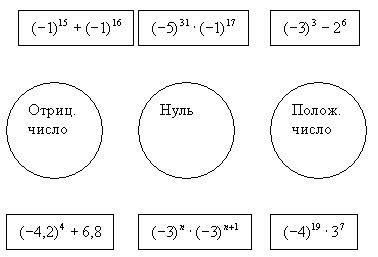 (−1)¹⁵ + (−1)¹⁶ (−5)³¹ · (−1)¹⁷ (−3)³ − 2⁶
Отриц. Нуль Полож.
число число
(−4,2)⁴ + 6,8 (−3)ⁿ · (−3)ⁿ⁺¹ (−4)¹⁹ · 3⁷